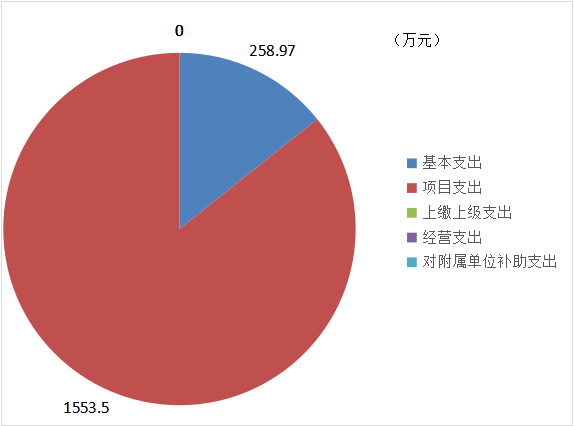 0
258.97
（万元）
基本支出
项目支出
上缴上级支出
经营支出
对附属单位补助支出
1553.5